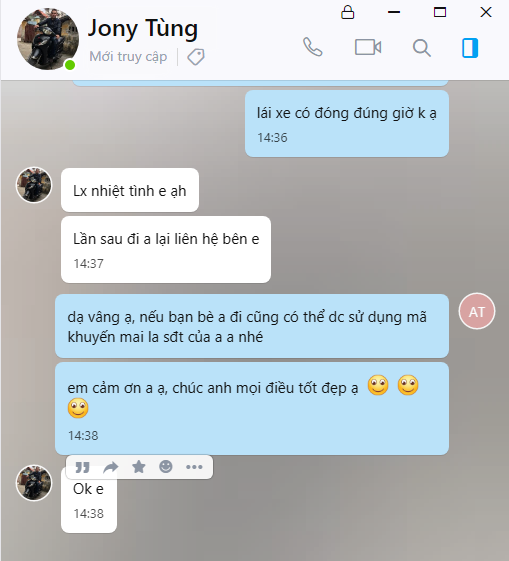 Jony Tùng
Mới truy cập
lái xe có đóng đúng giờ k ạ
14:36
Lx nhiệt tình e ạh
Lần sau đi a lại liên hệ bên e
14:37
dạ vâng ạ, nếu bạn bè a đi cũng có thể dc sử dụng mã
khuyến mai la sđt của a a nhé
AT
em cảm ơn a ạ, chúc anh mọi điều tốt đẹp ạ
14:38
Ok e
14:38